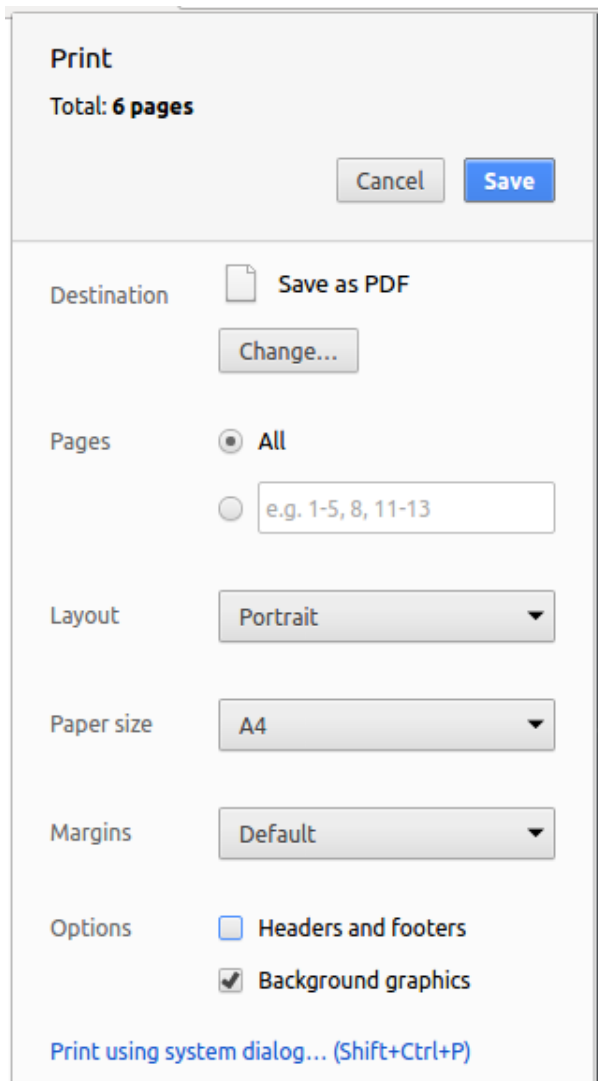 Print
Total: 6 pages
Cancel Save
Destination Save as PDF
Change...
Pages All
e.g. 1-5, 8, 11-13
Layout Portrait
Paper size A4
Margins Default
Options Headers and footers
Background graphics
Print using system dialog... (Shift+Ctrl+P)